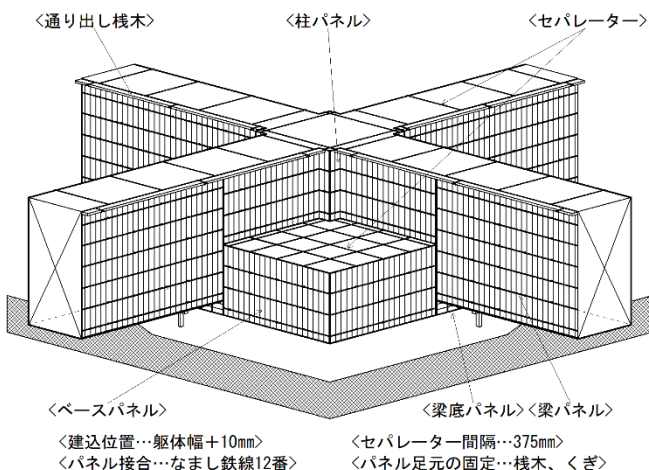 <通り出し桟木>
<柱パネル>
<セパレーター>
<ベースパネル>
<梁底パネル>
<梁パネル>
<建込位置…躯体幅+10mm>
<セパレーター間隔…375mm>
<パネル接合…なまし鉄線12番>
<パネル足元の固定…桟木、くぎ>